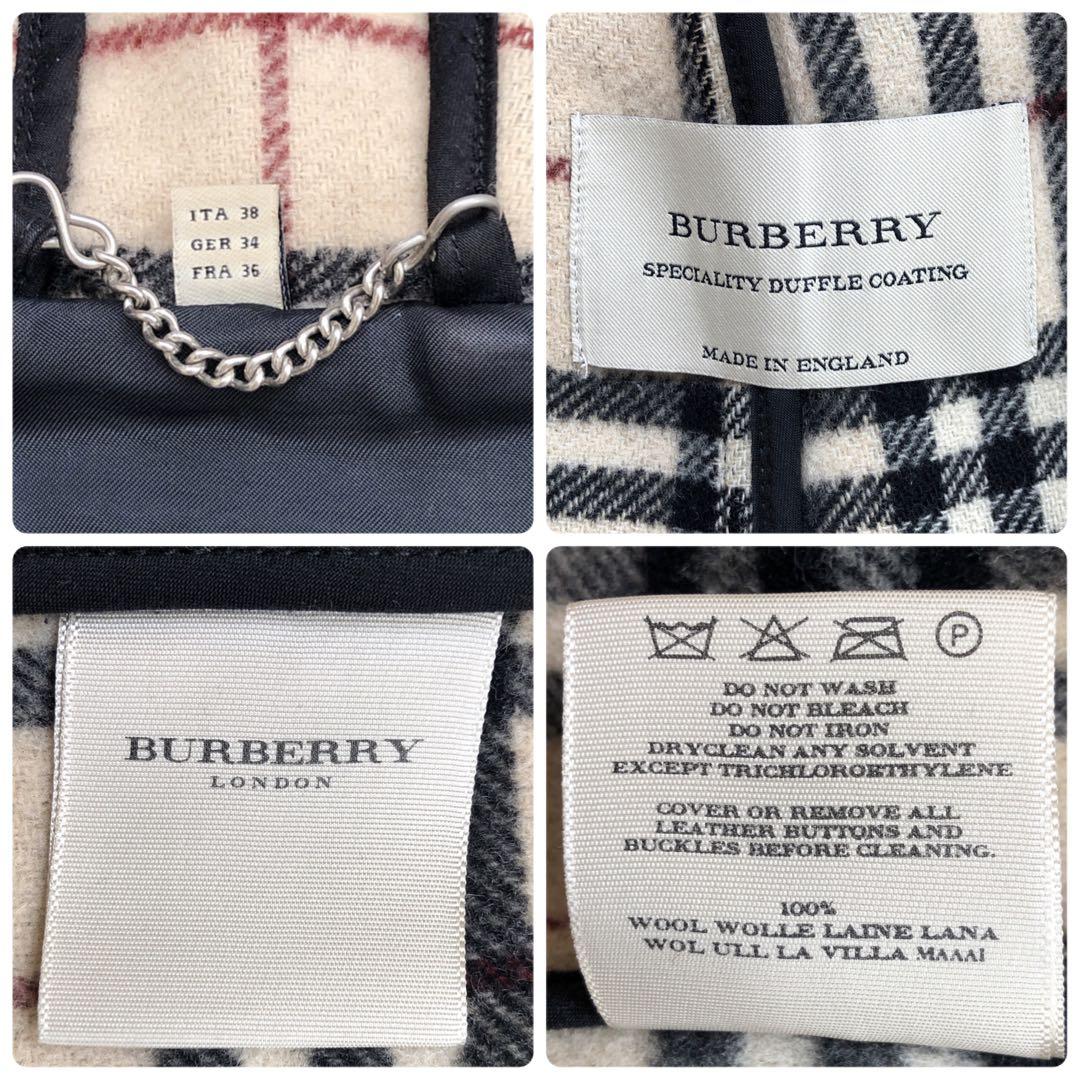 ITA 38
GER 34
FRA 36
BURBERRY
SPECIALITY DUFFLE COATING
MADE IN ENGLAND
BURBERRY
LONDON
P
DO NOT WASH
DO NOT BLEACH
DO NOT IRON
DRYCLEAN ANY SOLVENT
EXCEPT TRICHLOROETHYLENE
COVER OR REMOVE ALL
LEATHER BUTTONS AND
BUCKLES BEFORE CLEANING.
100%
WOOL WOLLE LAINE LANA
WOL ULL LA VILLA MAAAI